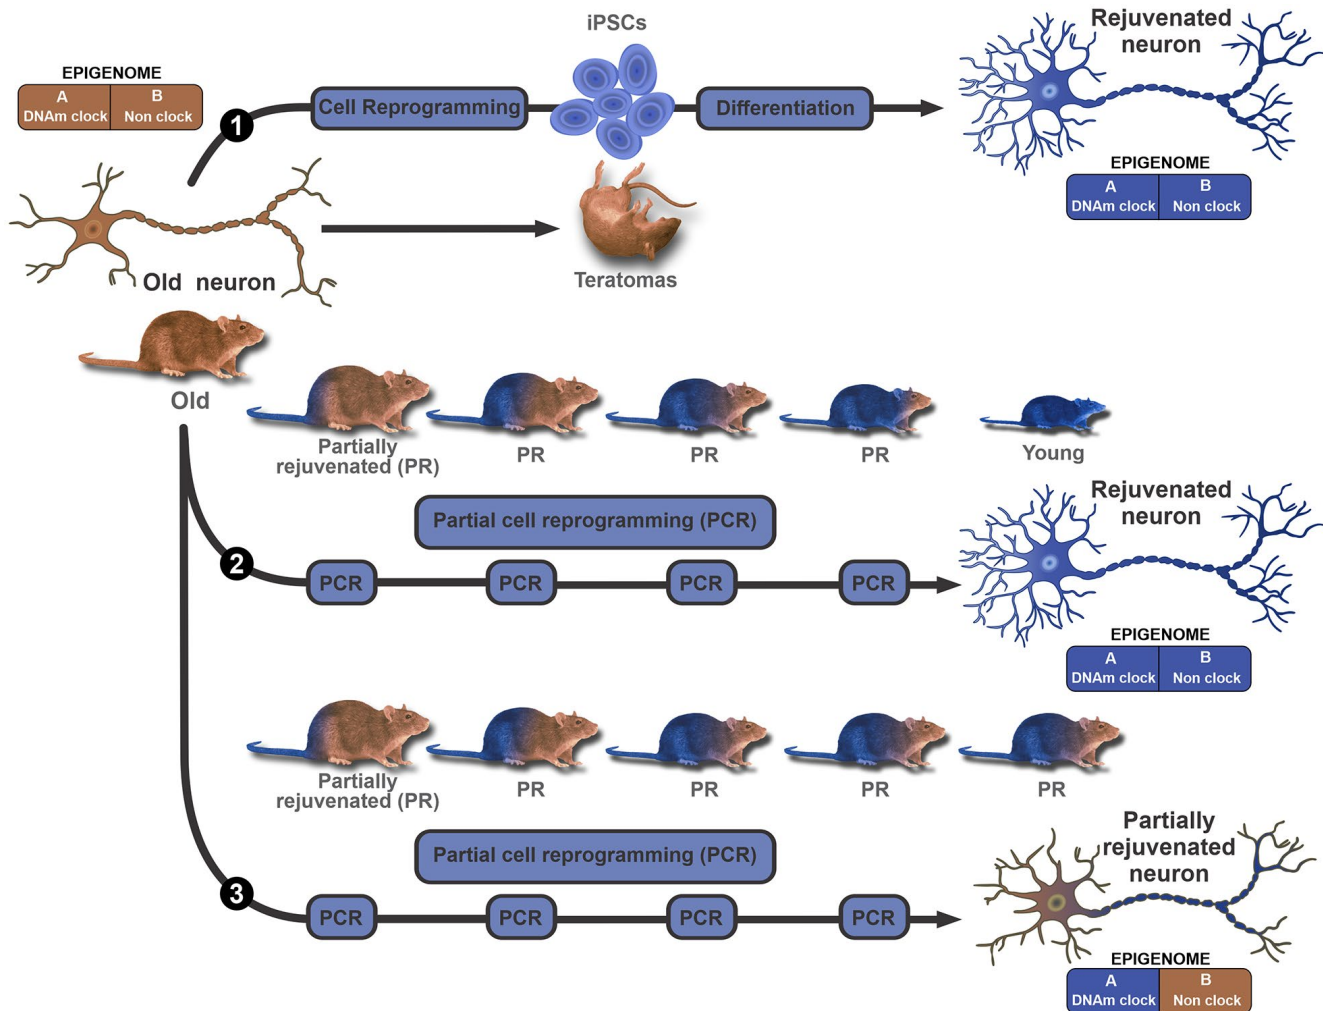 iPSCs
Rejuvenated
neuron
EPIGENOME
A B
DNAm clock Non clock
1
Cell Reprogramming
Differentiation
EPIGENOME
A B
DNAm clock Non clock
Old neuron
Teratomas
Old
Partially
rejuvenated (PR)
PR
PR
PR
Young
Partial cell reprogramming (PCR)
Rejuvenated
neuron
2
PCR
PCR
PCR
PCR
EPIGENOME
A B
DNAm clock Non clock
Partially
rejuvenated (PR)
PR
PR
PR
PR
Partial cell reprogramming (PCR)
Partially
rejuvenated
neuron
3
PCR
PCR
PCR
PCR
EPIGENOME
A B
DNAm clock Non clock